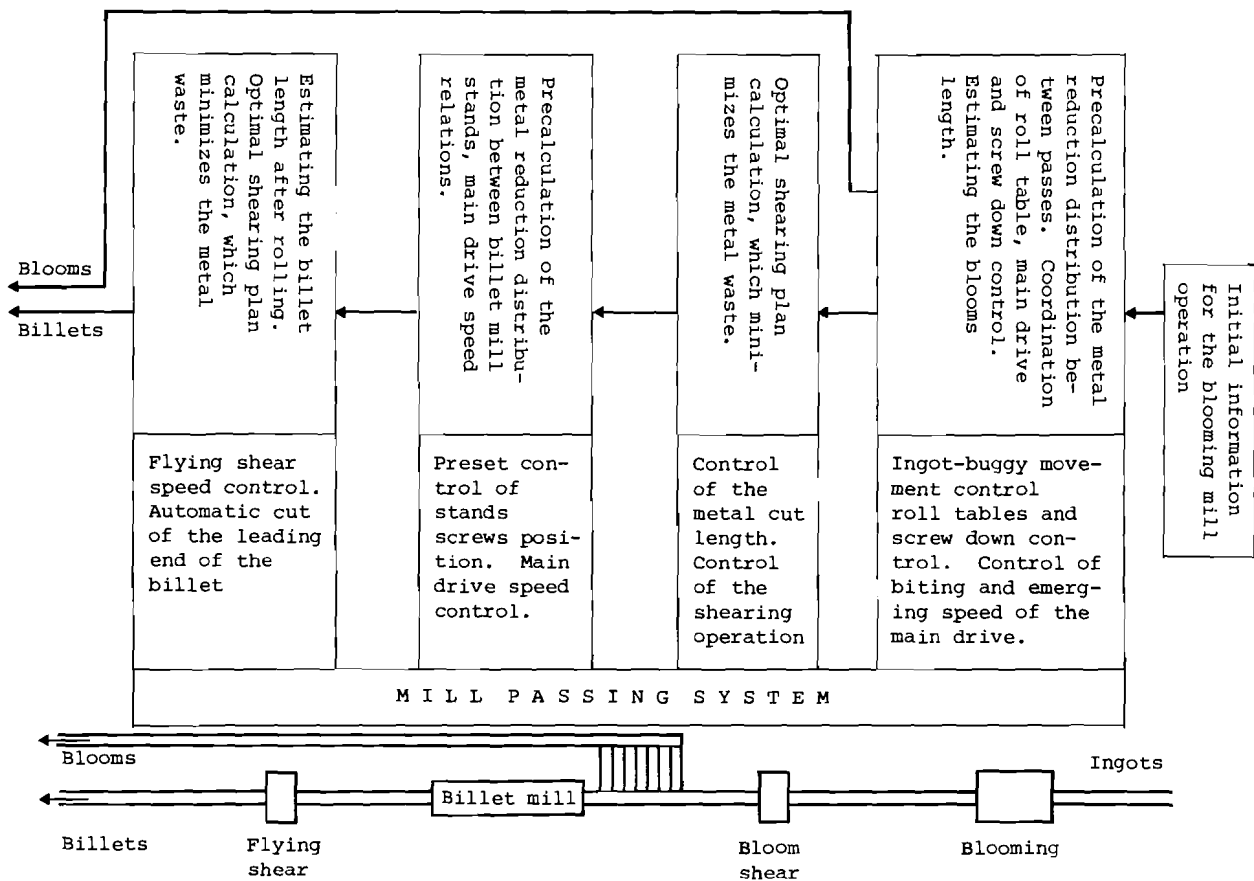 Estimating the billet
length after rolling.
Optimal shearing plan
calculation, which
minimizes the metal
waste.
Precalculation of the
metal reduction distribu-
tion between billet mill
stands, main drive speed
relations.
Optimal shearing plan
calculation, which mini-
mizes the metal waste.
Precalculation of the metal
reduction distribution be-
tween passes. Coordination
of roll table, main drive
and screw down control.
Estimating the blooms
length.
Initial information
for the blooming mill
operation
Blooms
Billets
Flying shear
speed control.
Automatic cut
of the leading
end of the
billet
Preset con-
trol of
stands
screws posi-
tion. Main
drive speed
control.
Control
of the
metal cut
length.
Control
of the
shearing
operation
Ingot-buggy move-
ment control
roll tables and
screw down con-
trol. Control of
biting and emerg-
ing speed of the
main drive.
MILL PASSING SYSTEM
Blooms
Ingots
Billet mill
Billets
Flying
shear
Bloom
shear
Blooming